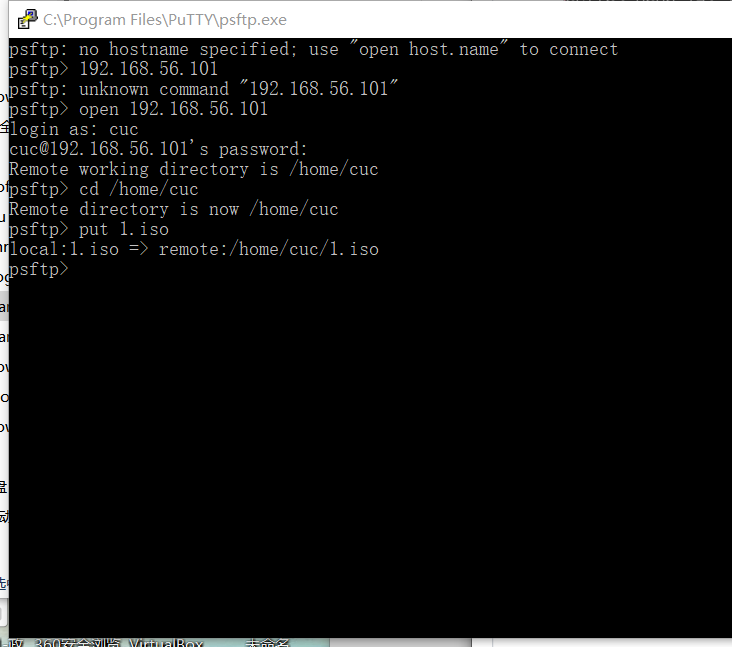 C:\Program Files\PuTTY\psftp.exe
psftp: no hostname specified; use "open host.name" to connect
psftp> 192.168.56.101
psftp: unknown command "192.168.56.101"
psftp> open 192.168.56.101
login as: cuc
cuc@192.168.56.101's password:
Remote working directory is /home/cuc
psftp> cd /home/cuc
Remote directory is now /home/cuc
psftp> put 1.iso
local:1.iso => remote:/home/cuc/1.iso
psftp>
360安全浏览 VirtualBox 未命名